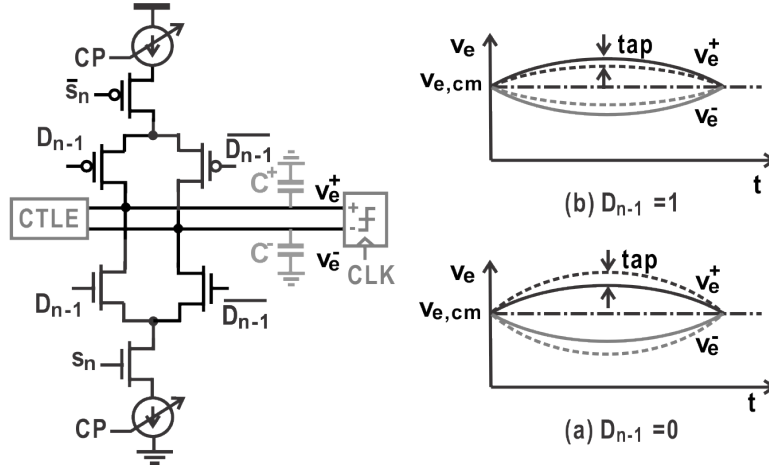 CP
s̅n
Dn-1
D̅n-1
C+
ve+
CTLE
+
-
C-
ve-
CLK
Dn-1
D̅n-1
sn
CP
ve
tap
ve+
ve,cm
ve-
t
(b) Dn-1 =1
ve
tap
ve+
ve,cm
ve-
t
(a) Dn-1 =0